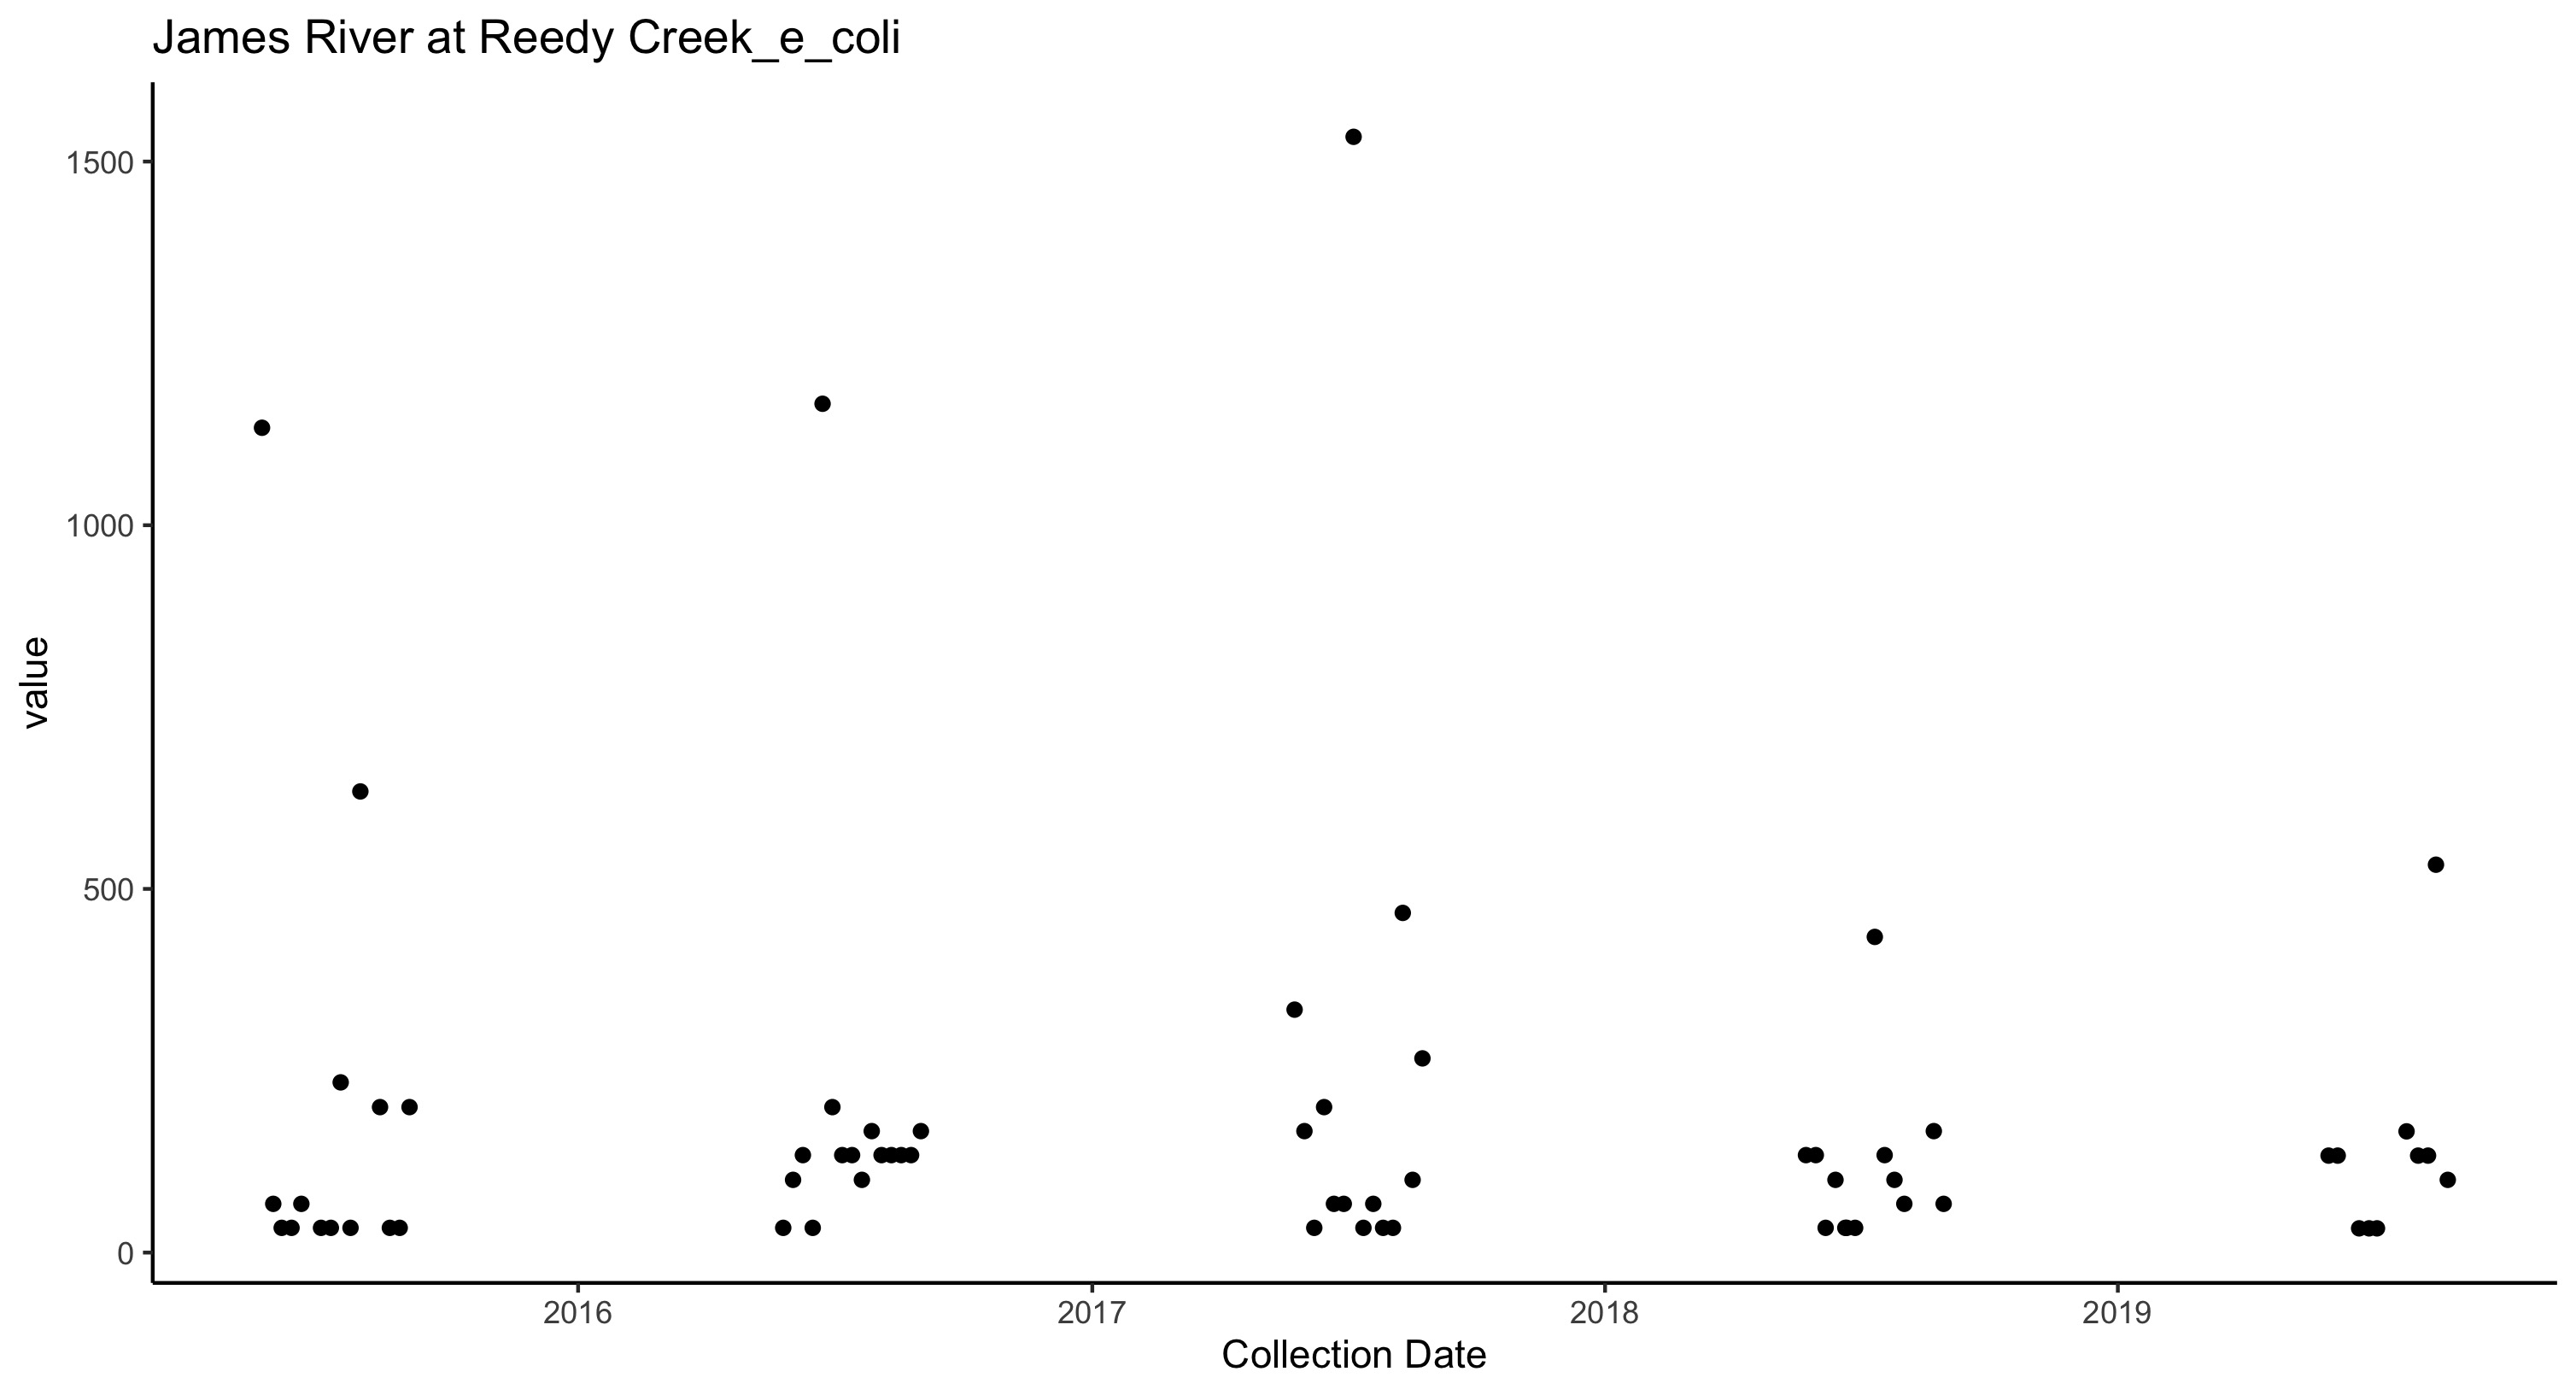 James River at Reedy Creek_e_coli
1500
1000
500
0
value
2016 2017 2018 2019
Collection Date